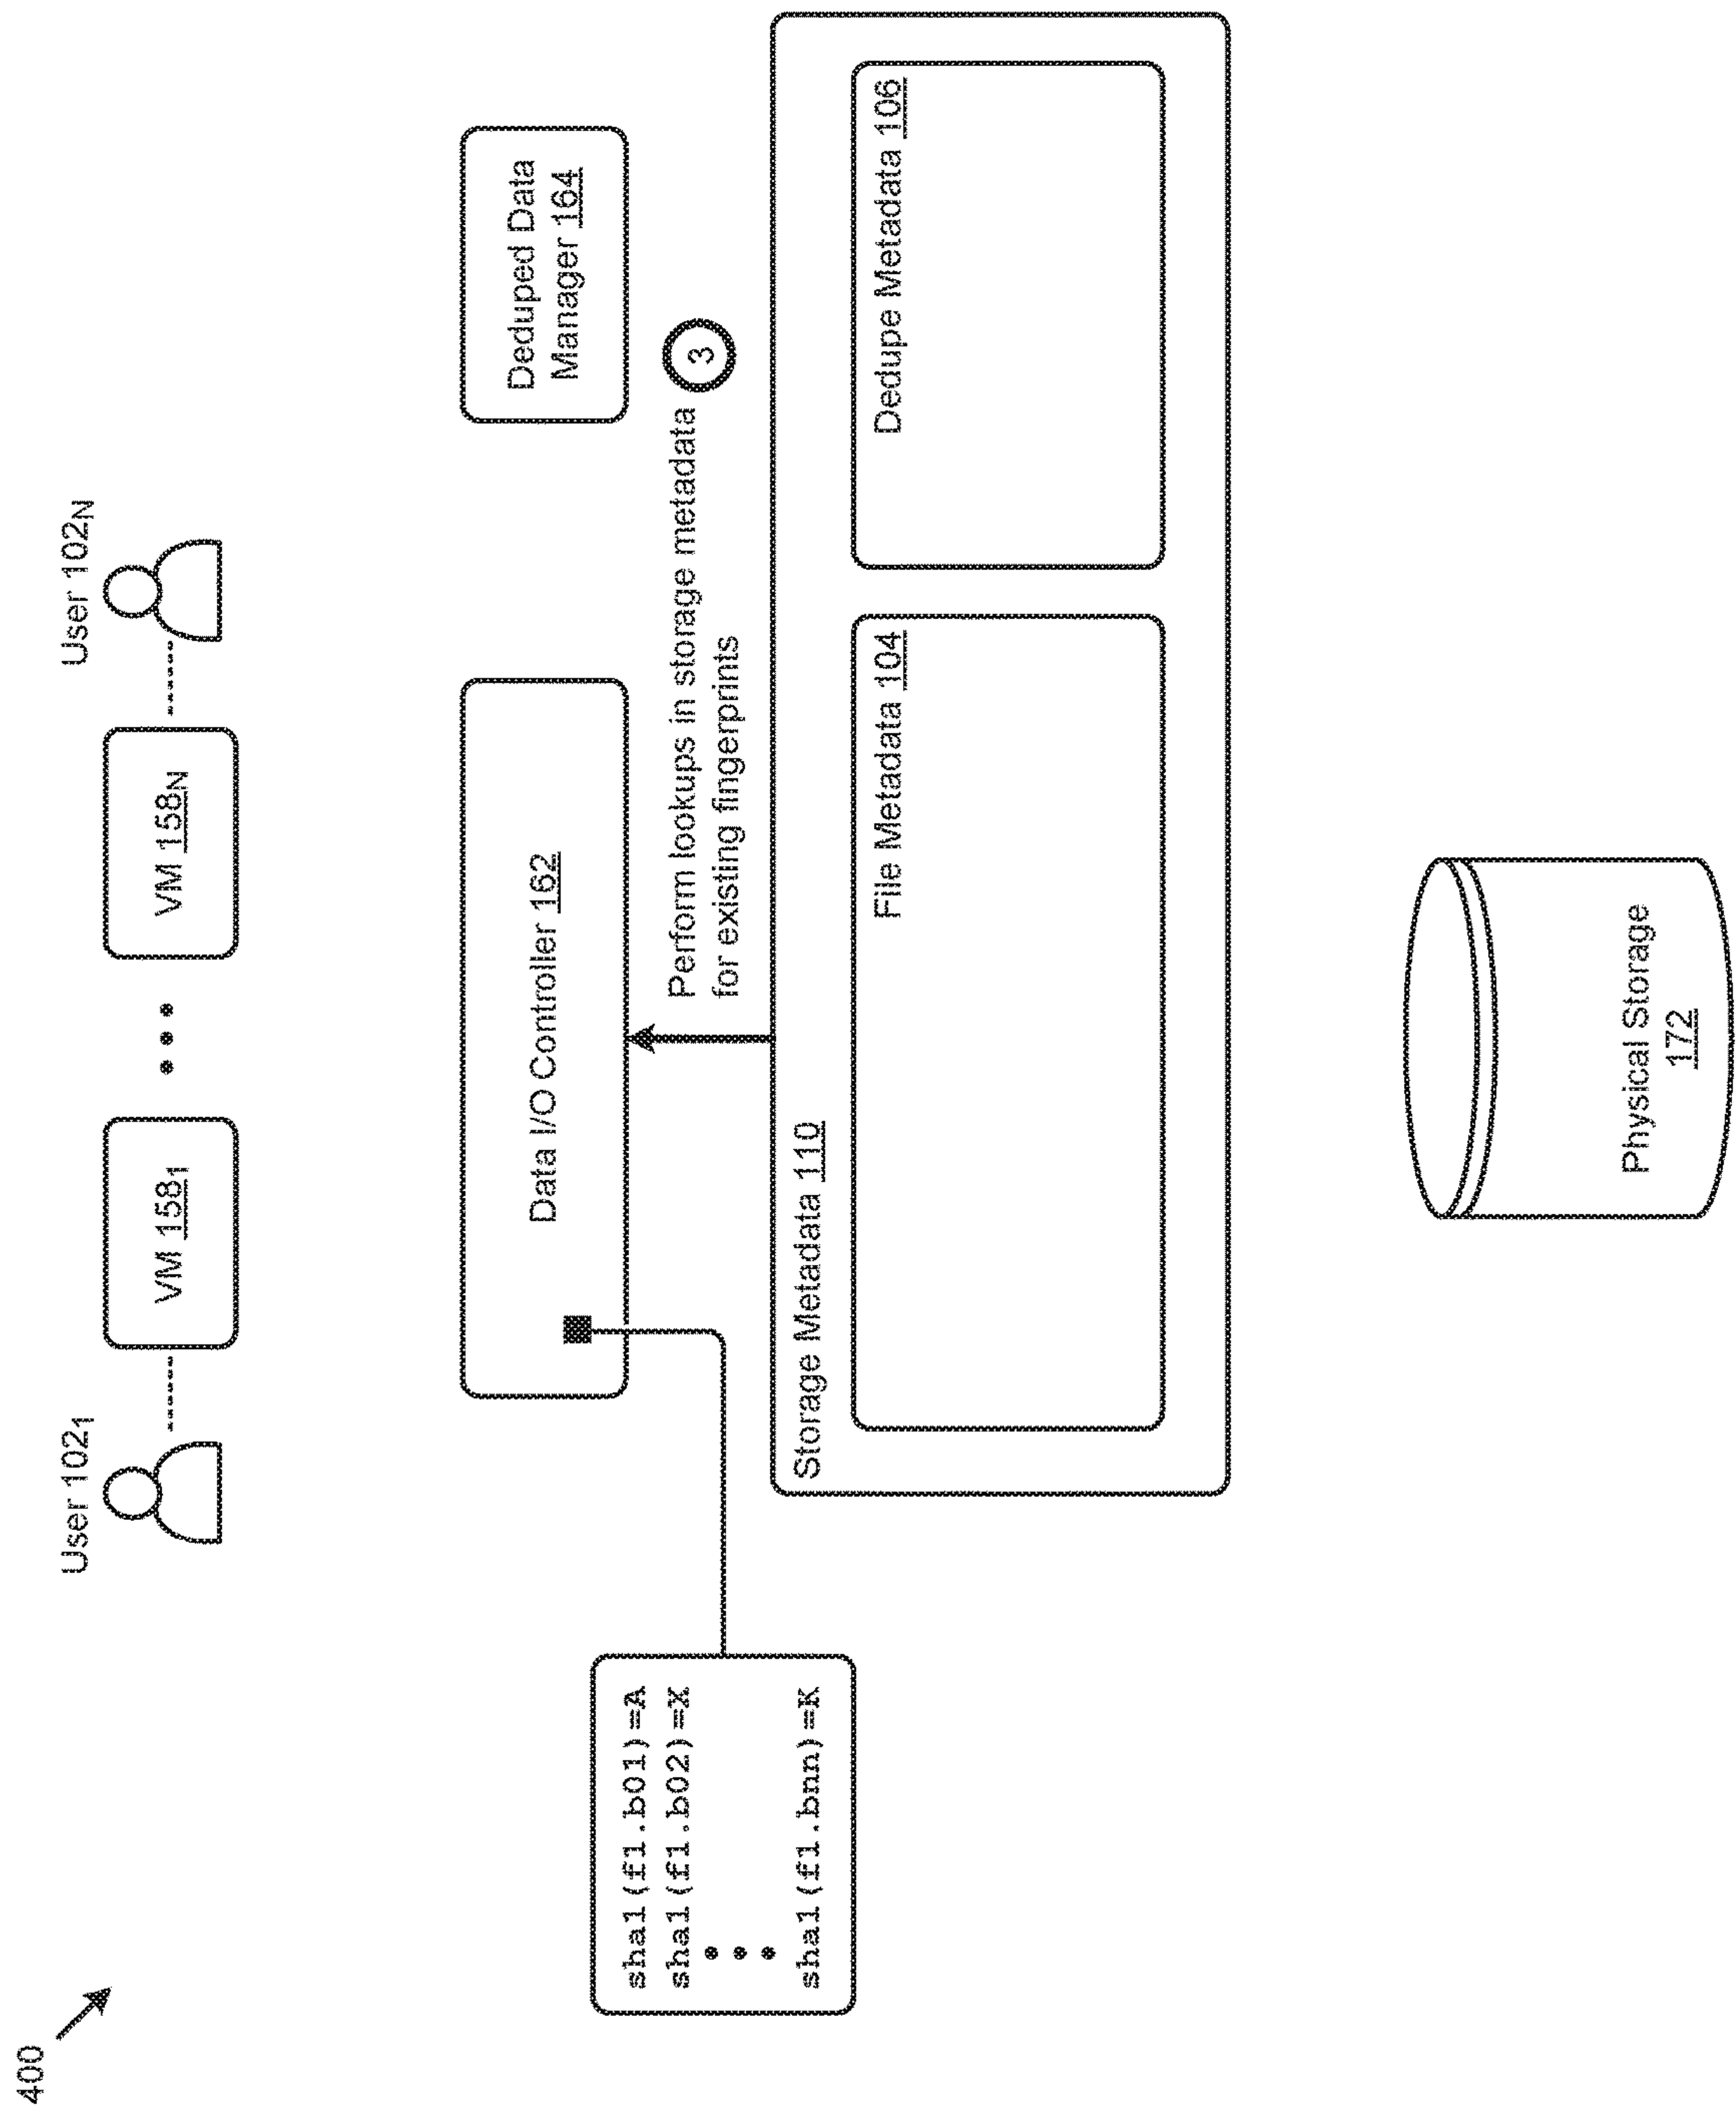 400
User 102₁
User 102N
VM 158₁
VM 158N
Data I/O Controller 162
Deduped Data
Manager 164
sha1(f1.b01)=A
sha1(f1.b02)=X
sha1(f1.bnn)=K
Perform lookups in storage metadata
for existing fingerprints
3
Storage Metadata 110
File Metadata 104
Dedupe Metadata 106
Physical Storage
172